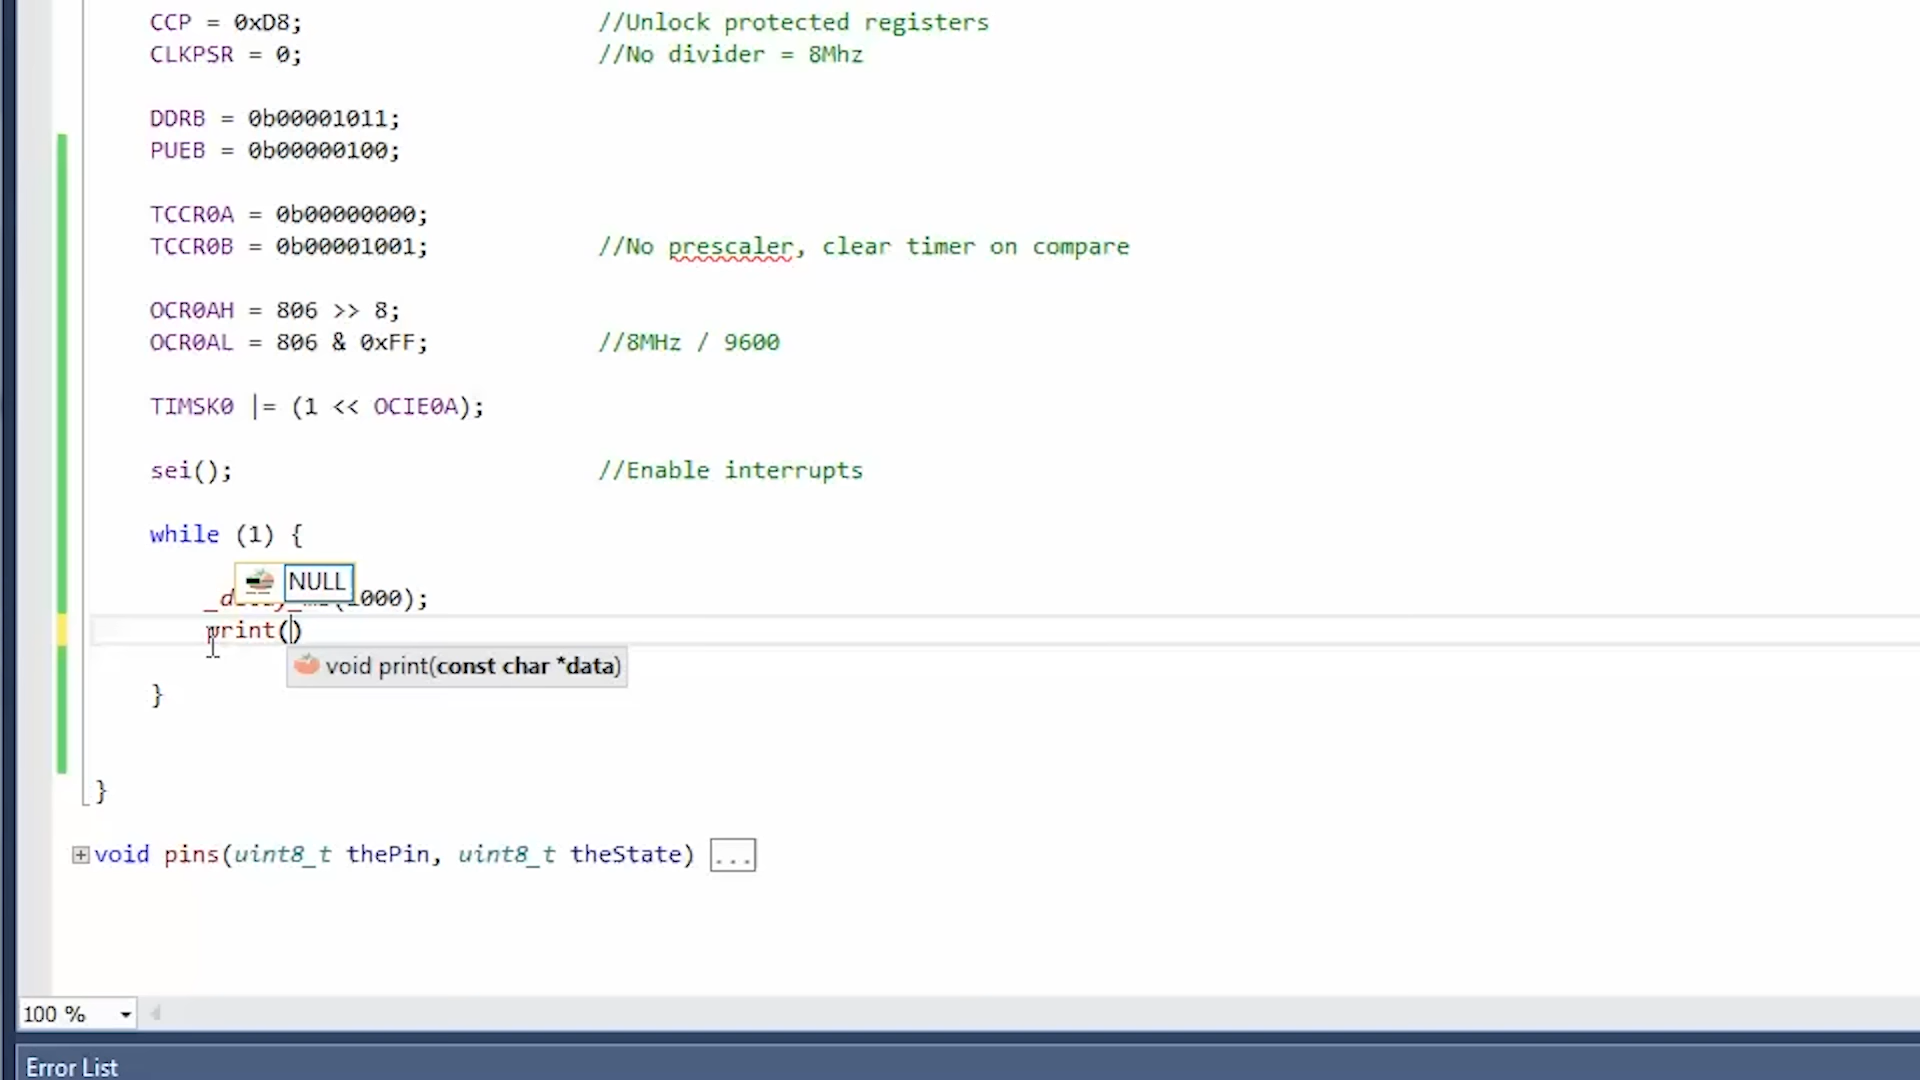 CCP = 0xD8; //Unlock protected registers
CLKPSR = 0; //No divider = 8Mhz
DDRB = 0b00001011;
PUEB = 0b00000100;
TCCR0A = 0b00000000;
TCCR0B = 0b00001001; //No prescaler, clear timer on compare
OCR0AH = 806 >> 8;
OCR0AL = 806 & 0xFF; //8MHz / 9600
TIMSK0 |= (1 << OCIE0A);
sei(); //Enable interrupts
while (1) {
NULL
000);
print()
void print(const char *data)
}
}
void pins(uint8_t thePin, uint8_t theState) ...
100 %
Error List